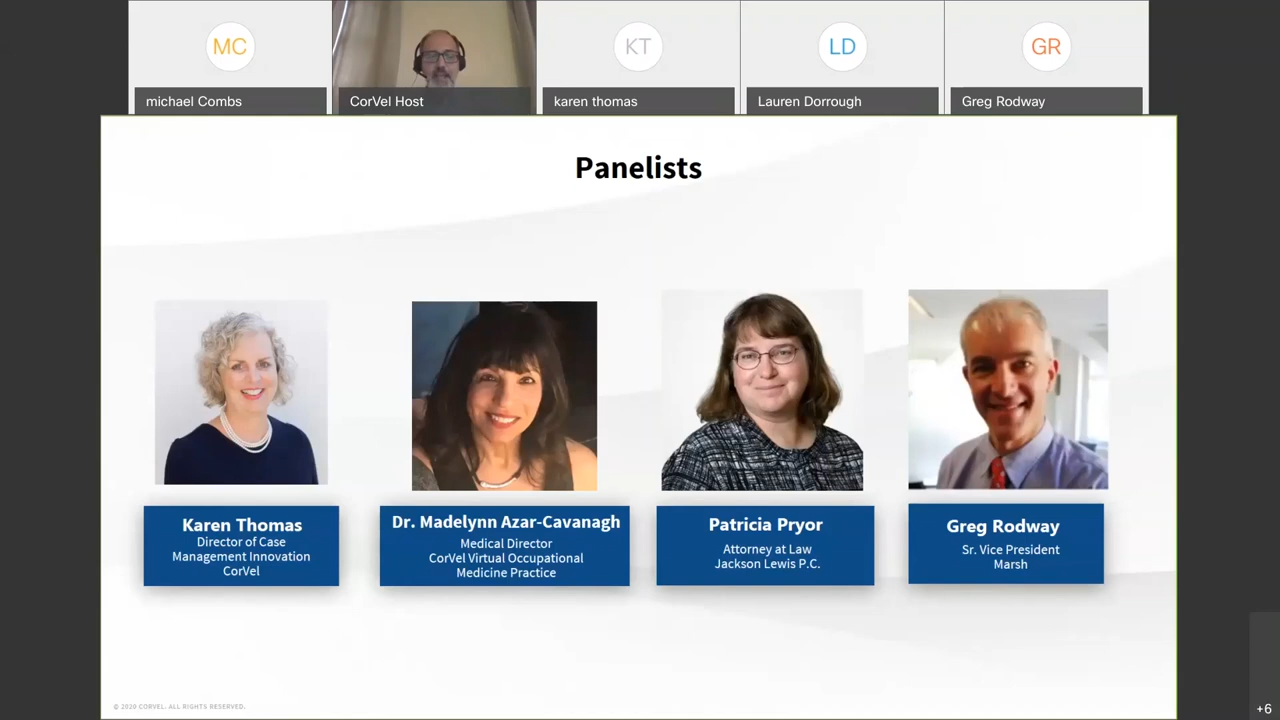 MC
KT
LD
GR
michael Combs
CorVel Host
karen thomas
Lauren Dorrough
Greg Rodway
Panelists
Karen Thomas
Director of Case
Management Innovation
CorVel
Dr. Madelynn Azar-Cavanagh
Medical Director
CorVel Virtual Occupational
Medicine Practice
Patricia Pryor
Attorney at Law
Jackson Lewis P.C.
Greg Rodway
Sr. Vice President
Marsh
© 2020 CORVEL. ALL RIGHTS RESERVED.
+6